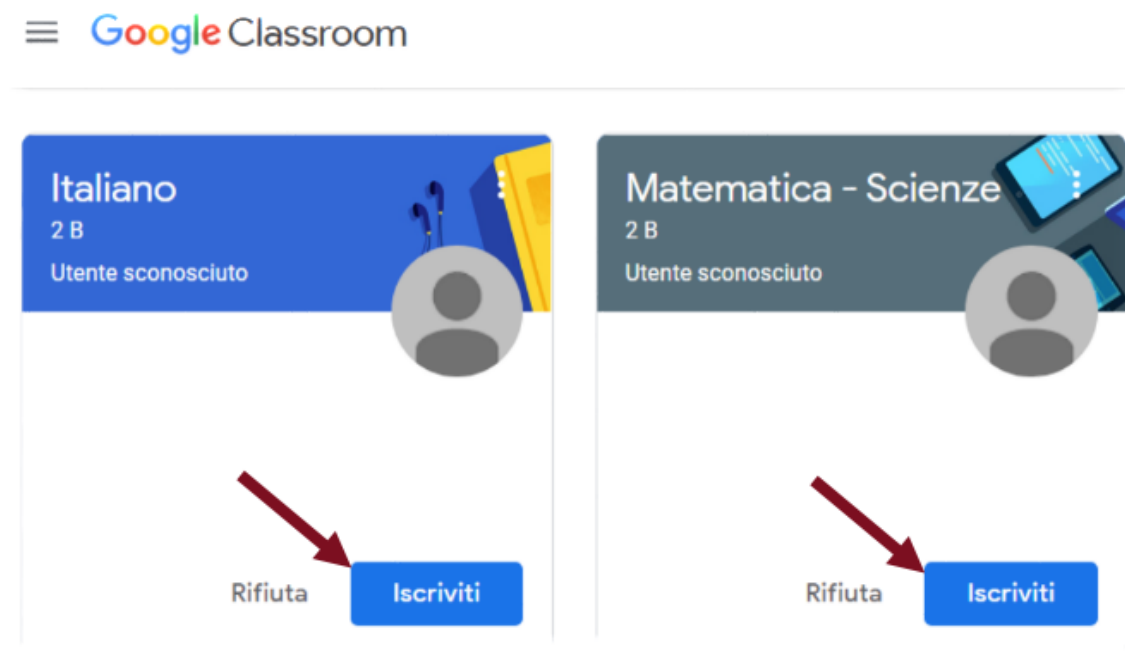 Google Classroom
Italiano
2 B
Utente sconosciuto
Rifiuta
Iscriviti
Matematica - Scienze
2 B
Utente sconosciuto
Rifiuta
Iscriviti